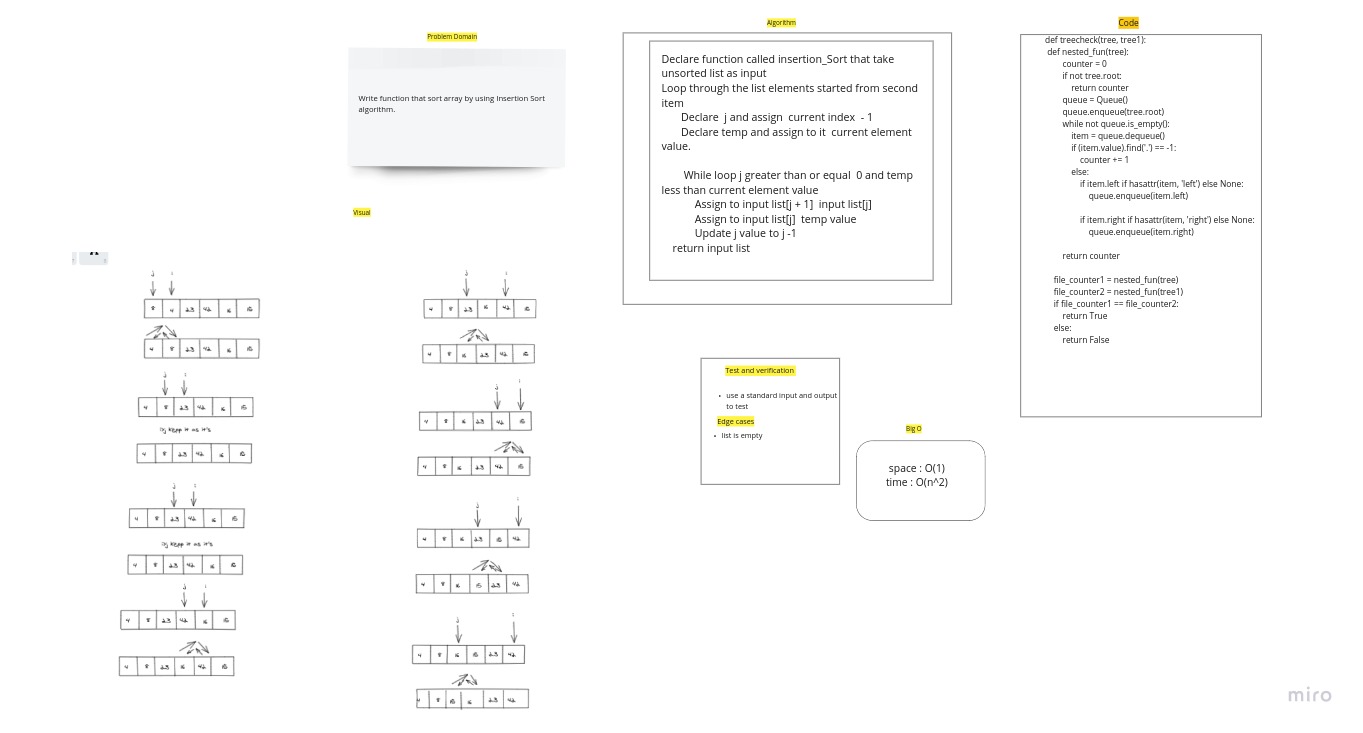 Problem Domain
Write function that sort array by using Insertion Sort
algorithm.
Visual
j i
8 4 23 42 16 15
4 8 23 42 16 15
j i
4 8 23 42 16 15
4 8 23 42 16 15
j i
4 8 23 42 16 15
4 8 23 42 16 15
j i
4 8 23 42 16 15
4 8 23 16 42 15
j i
4 8 23 16 42 15
4 8 16 23 42 15
j i
4 8 16 23 42 15
4 8 16 23 42 15
j i
4 8 16 23 15 42
4 8 16 15 23 42
j i
4 8 16 15 23 42
4 8 15 16 23 42
Algorithm
Declare function called insertion_Sort that take
unsorted list as input
Loop through the list elements started from second
item
Declare j and assign current index - 1
Declare temp and assign to it current element
value.
While loop j greater than or equal 0 and temp
less than current element value
Assign to input list[j + 1] input list[j]
Assign to input list[j] temp value
Update j value to j -1
return input list
Test and verification
• use a standard input and output
to test
Edge cases
• list is empty
Big O
space : O(1)
time : O(n^2)
Code
def treecheck(tree, tree1):
def nested_fun(tree):
counter = 0
if not tree.root:
return counter
queue = Queue()
queue.enqueue(tree.root)
while not queue.is_empty():
item = queue.dequeue()
if (item.value).find('.') == -1:
counter += 1
else:
if item.left if hasattr(item, 'left') else None:
queue.enqueue(item.left)
if item.right if hasattr(item, 'right') else None:
queue.enqueue(item.right)
return counter
file_counter1 = nested_fun(tree)
file_counter2 = nested_fun(tree1)
if file_counter1 == file_counter2:
return True
else:
return False
miro